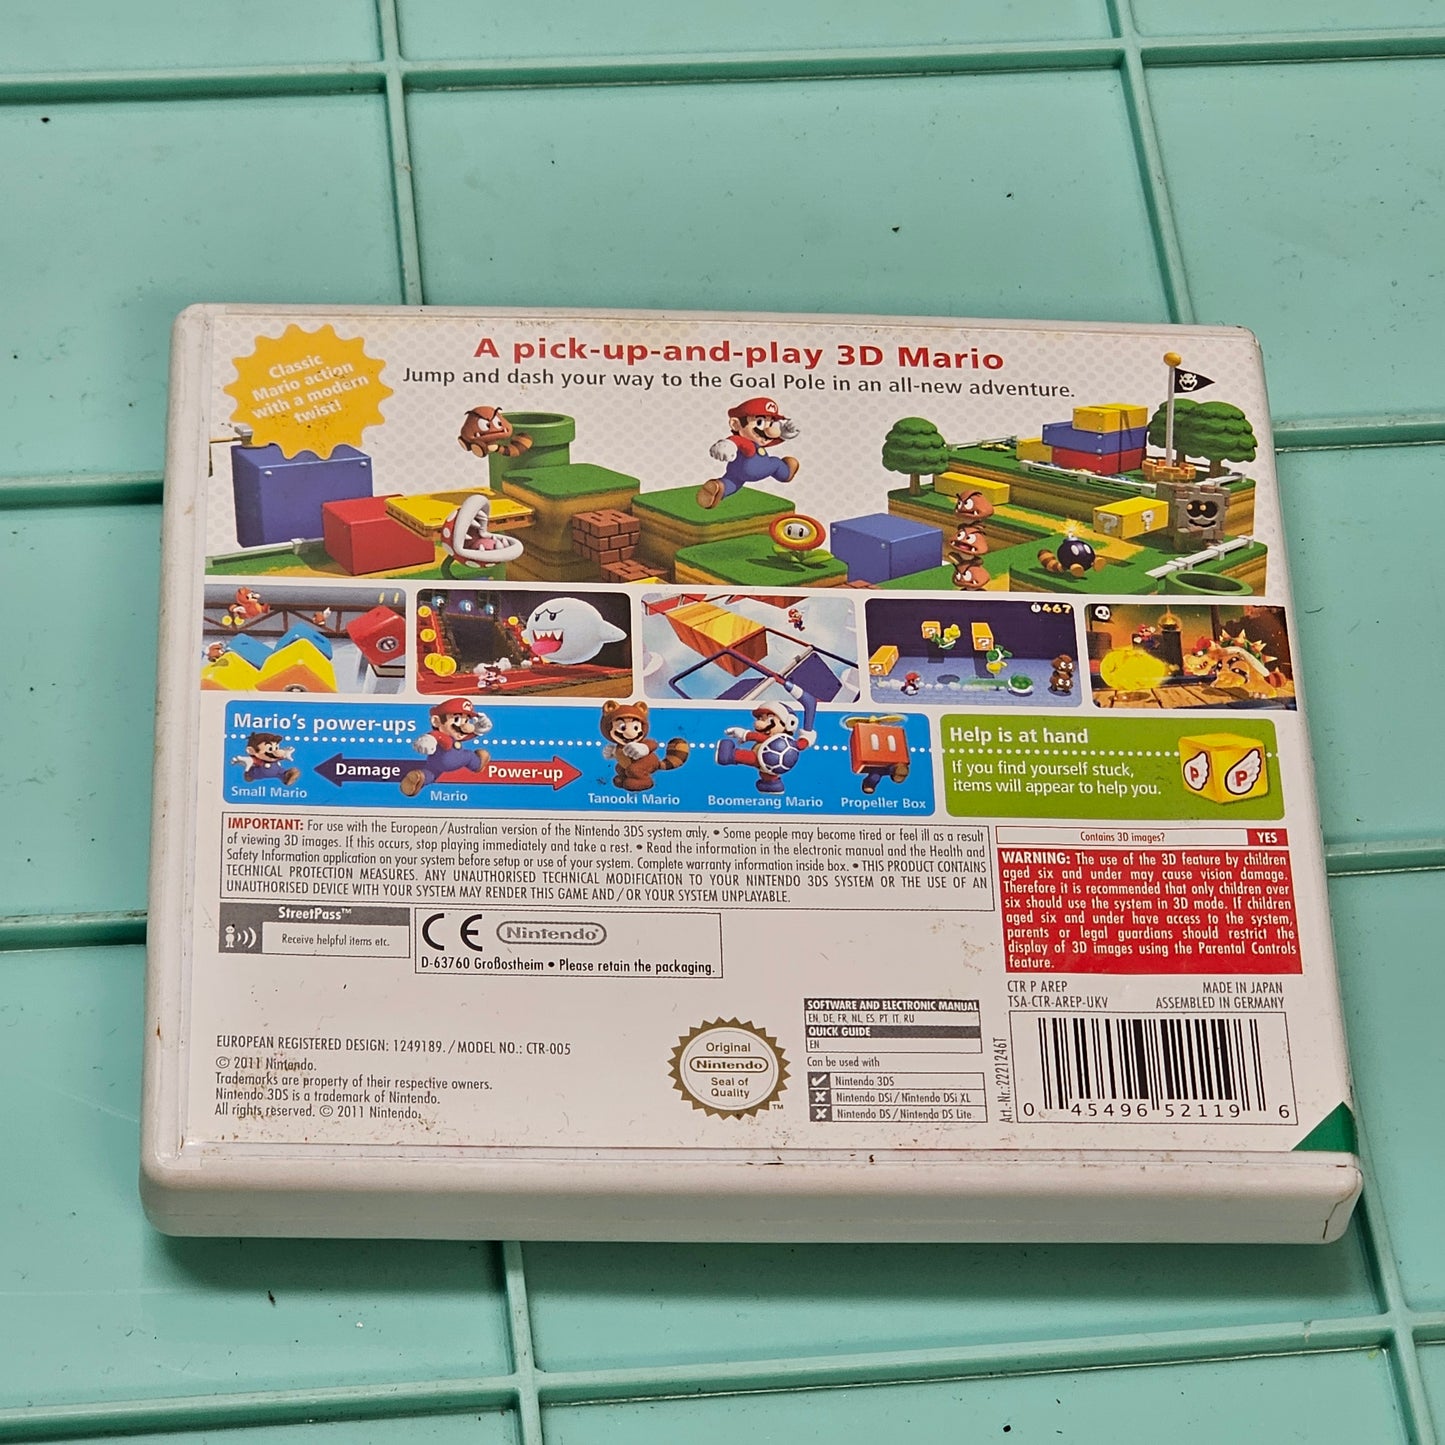 Classic
Mario action
with a modern
twist!
A pick-up-and-play 3D Mario
Jump and dash your way to the Goal Pole in an all-new adventure.
467
Mario's power-ups
Small Mario
Damage
Mario
Power-up
Tanooki Mario
Boomerang Mario
Propeller Box
Help is at hand
If you find yourself stuck,
items will appear to help you.
P P
IMPORTANT: For use with the European/Australian version of the Nintendo 3DS system only. • Some people may become tired or feel ill as a result
of viewing 3D images. If this occurs, stop playing immediately and take a rest. • Read the information in the electronic manual and the Health and
Safety Information application on your system before setup or use of your system. Complete warranty information inside box. • THIS PRODUCT CONTAINS
TECHNICAL PROTECTION MEASURES. ANY UNAUTHORISED TECHNICAL MODIFICATION TO YOUR NINTENDO 3DS SYSTEM OR THE USE OF AN
UNAUTHORISED DEVICE WITH YOUR SYSTEM MAY RENDER THIS GAME AND/OR YOUR SYSTEM UNPLAYABLE.
Contains 3D images? YES
WARNING: The use of the 3D feature by children
aged six and under may cause vision damage.
Therefore it is recommended that only children over
six should use the system in 3D mode. If children
aged six and under have access to the system,
parents or legal guardians should restrict the
display of 3D images using the Parental Controls
feature.
StreetPass™
Receive helpful items etc.
CE Nintendo®
D-63760 Großostheim • Please retain the packaging.
CTR P AREP MADE IN JAPAN
TSA-CTR-AREP-UKV ASSEMBLED IN GERMANY
EUROPEAN REGISTERED DESIGN: 1249189./MODEL NO.: CTR-005
© 2011 Nintendo.
Trademarks are property of their respective owners.
Nintendo 3DS is a trademark of Nintendo.
All rights reserved. © 2011 Nintendo.
Original
Nintendo
Seal of
Quality
™
SOFTWARE AND ELECTRONIC MANUAL
EN, DE, FR, NL, ES, PT, IT, RU
QUICK GUIDE
EN
Can be used with
Nintendo 3DS
Nintendo DSi/Nintendo DSi XL
Nintendo DS/Nintendo DS Lite
Art.-Nr.:2221246T
0 45496 52119 6